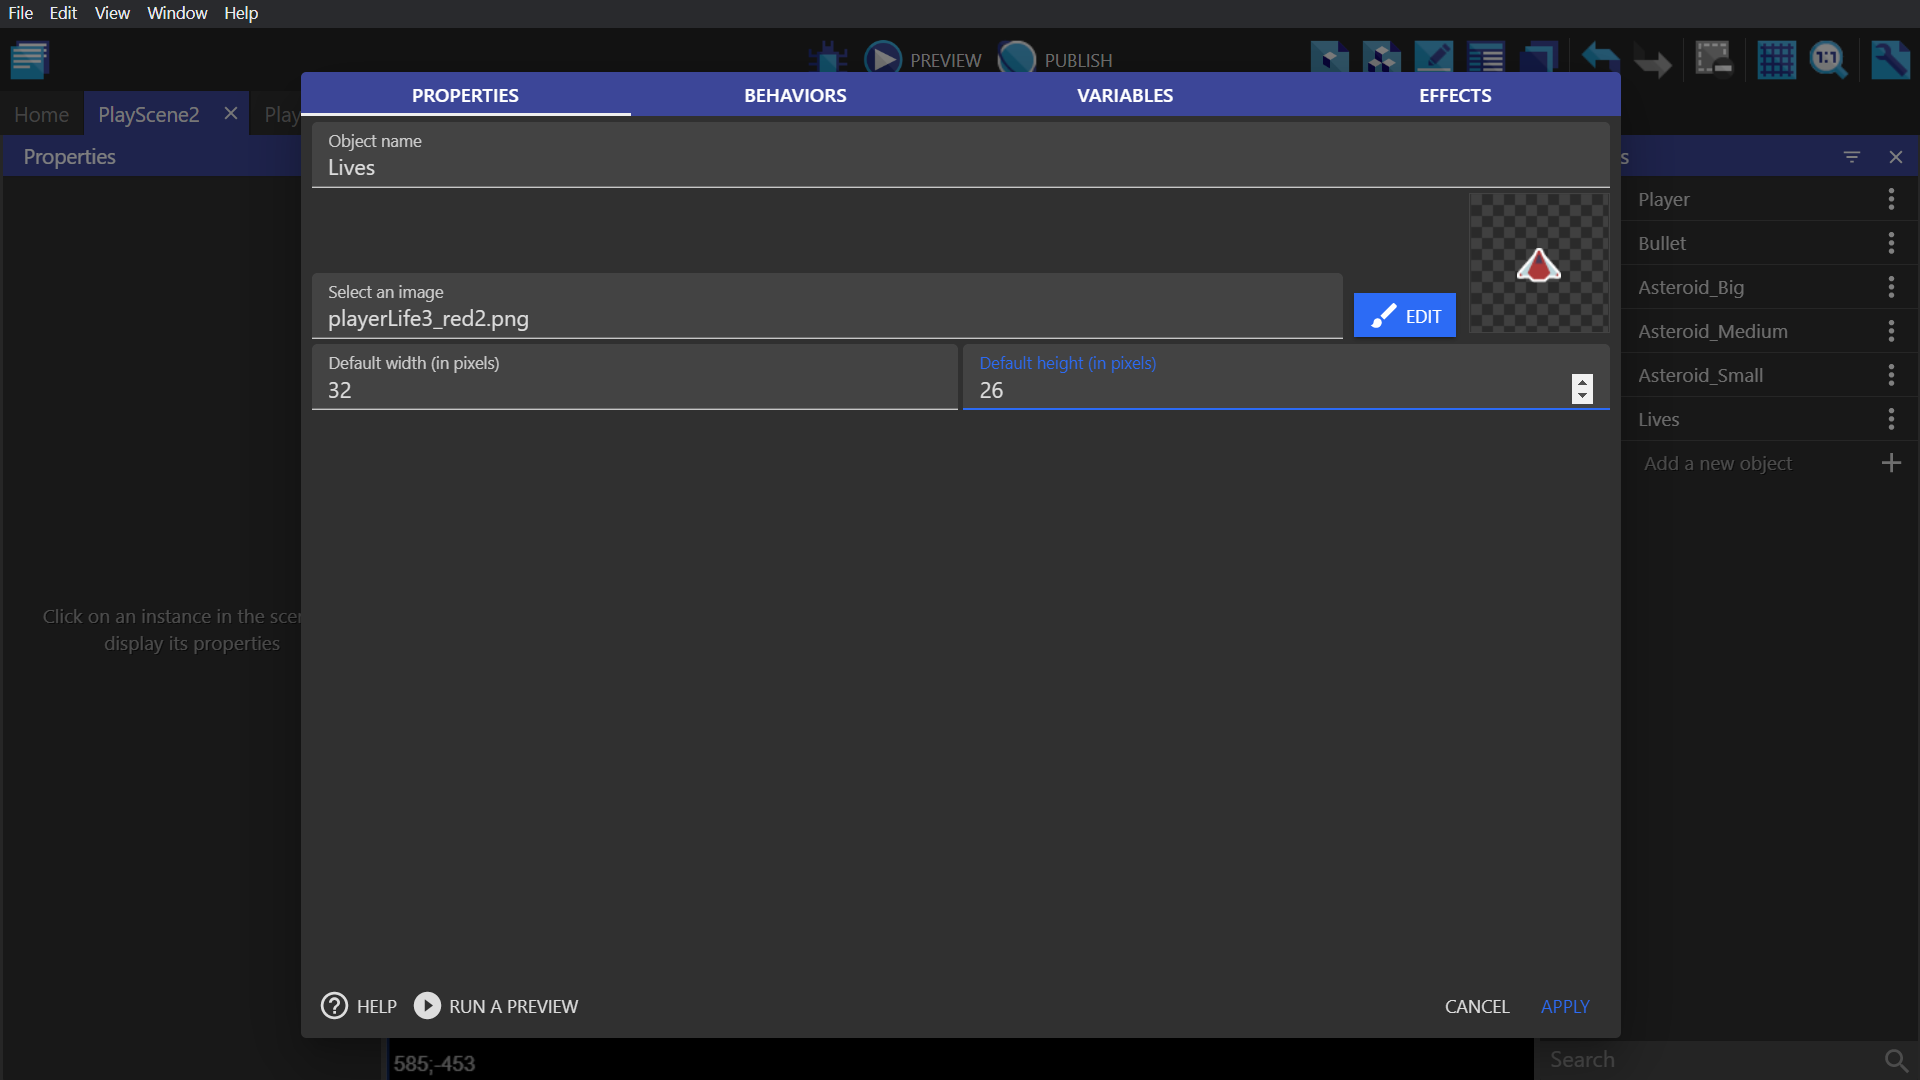 File Edit View Window Help
PREVIEW PUBLISH
1:1
Home PlayScene2 Play
PROPERTIES BEHAVIORS VARIABLES EFFECTS
Properties
s
Object name
Lives
Select an image
playerLife3_red2.png
EDIT
Default width (in pixels)
32
Default height (in pixels)
26
Player
Bullet
Asteroid_Big
Asteroid_Medium
Asteroid_Small
Lives
Add a new object
Click on an instance in the scen
display its properties
HELP RUN A PREVIEW
CANCEL APPLY
585;-453
Search